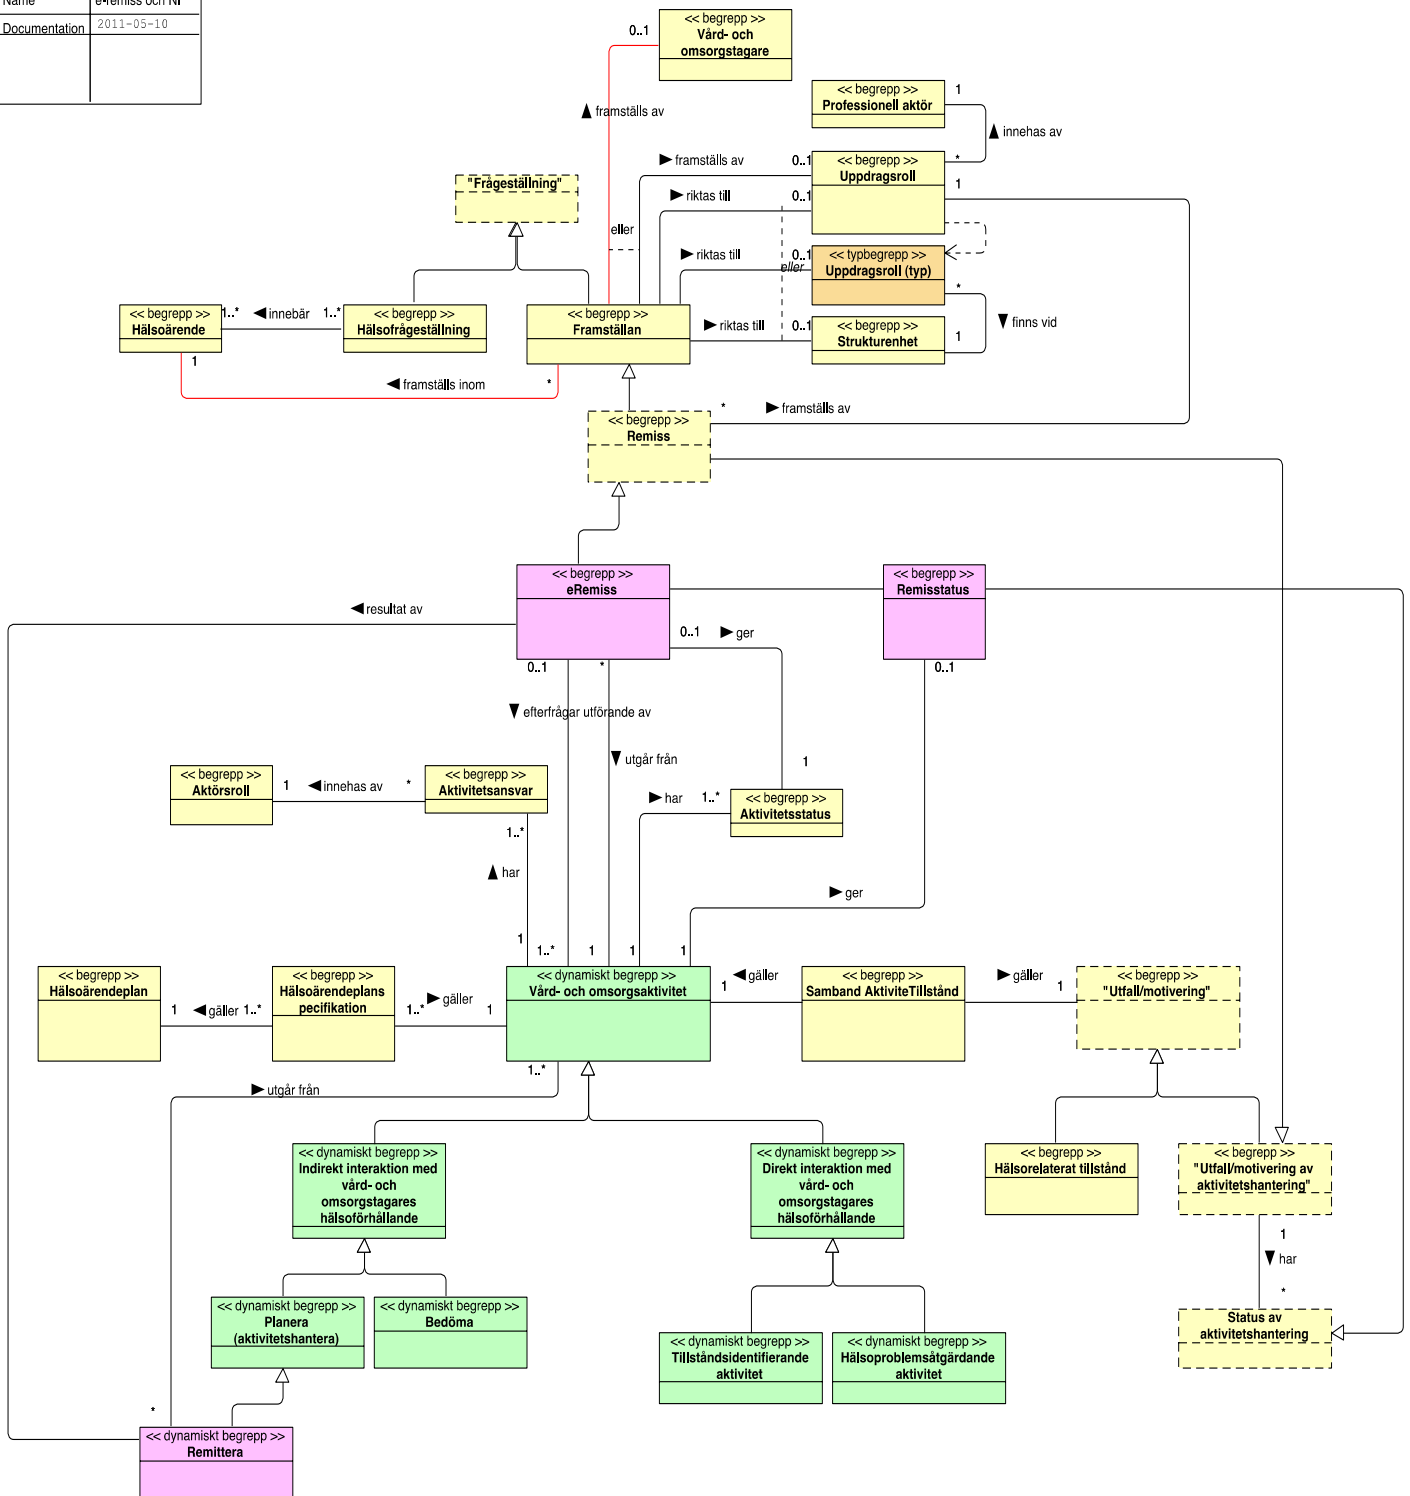 Name e-remiss och NI
Documentation 2011-05-10
<< begrepp >>
Vård- och
omsorgstagare
0..1
framställs av
<< begrepp >>
Professionell aktör
1
innehas av
*
<< begrepp >>
Uppdragsroll
1
framställs av 0..1
riktas till 0..1
"Frågeställning"
eller
riktas till 0..1
eller
<< typbegrepp >>
Uppdragsroll (typ)
*
finns vid
1
<< begrepp >>
Hälsoärende
1..* innebär 1..*
<< begrepp >>
Hälsofrågeställning
<< begrepp >>
Framställan
riktas till 0..1
<< begrepp >>
Strukturenhet
1
framställs inom *
* framställs av
<< begrepp >>
Remiss
<< begrepp >>
eRemiss
<< begrepp >>
Remisstatus
resultat av
0..1 ger
0..1 *
0..1
efterfrågar utförande av
utgår från
1
<< begrepp >>
Aktörsroll
1 innehas av *
<< begrepp >>
Aktivitetsansvar
har 1..*
<< begrepp >>
Aktivitetsstatus
1..*
har
ger
1 1..* 1 1 1
<< begrepp >>
Hälsoärendeplan
1 gäller 1..*
<< begrepp >>
Hälsoärendeplans
pecifikation
gäller
1..* 1
<< dynamiskt begrepp >>
Vård- och omsorgsaktivitet
gäller
1
<< begrepp >>
Samband AktiviteTillstånd
gäller
1
<< begrepp >>
"Utfall/motivering"
1..*
utgår från
<< dynamiskt begrepp >>
Indirekt interaktion med
vård- och
omsorgstagares
hälsoförhållande
<< dynamiskt begrepp >>
Direkt interaktion med
vård- och
omsorgstagares
hälsoförhållande
<< begrepp >>
Hälsorelaterat tillstånd
<< begrepp >>
"Utfall/motivering av
aktivitetshantering"
1
har
*
<< dynamiskt begrepp >>
Planera
(aktivitetshantera)
<< dynamiskt begrepp >>
Bedöma
<< dynamiskt begrepp >>
Tillståndsidentifierande
aktivitet
<< dynamiskt begrepp >>
Hälsoproblemsåtgärdande
aktivitet
Status av
aktivitetshantering
*
<< dynamiskt begrepp >>
Remittera